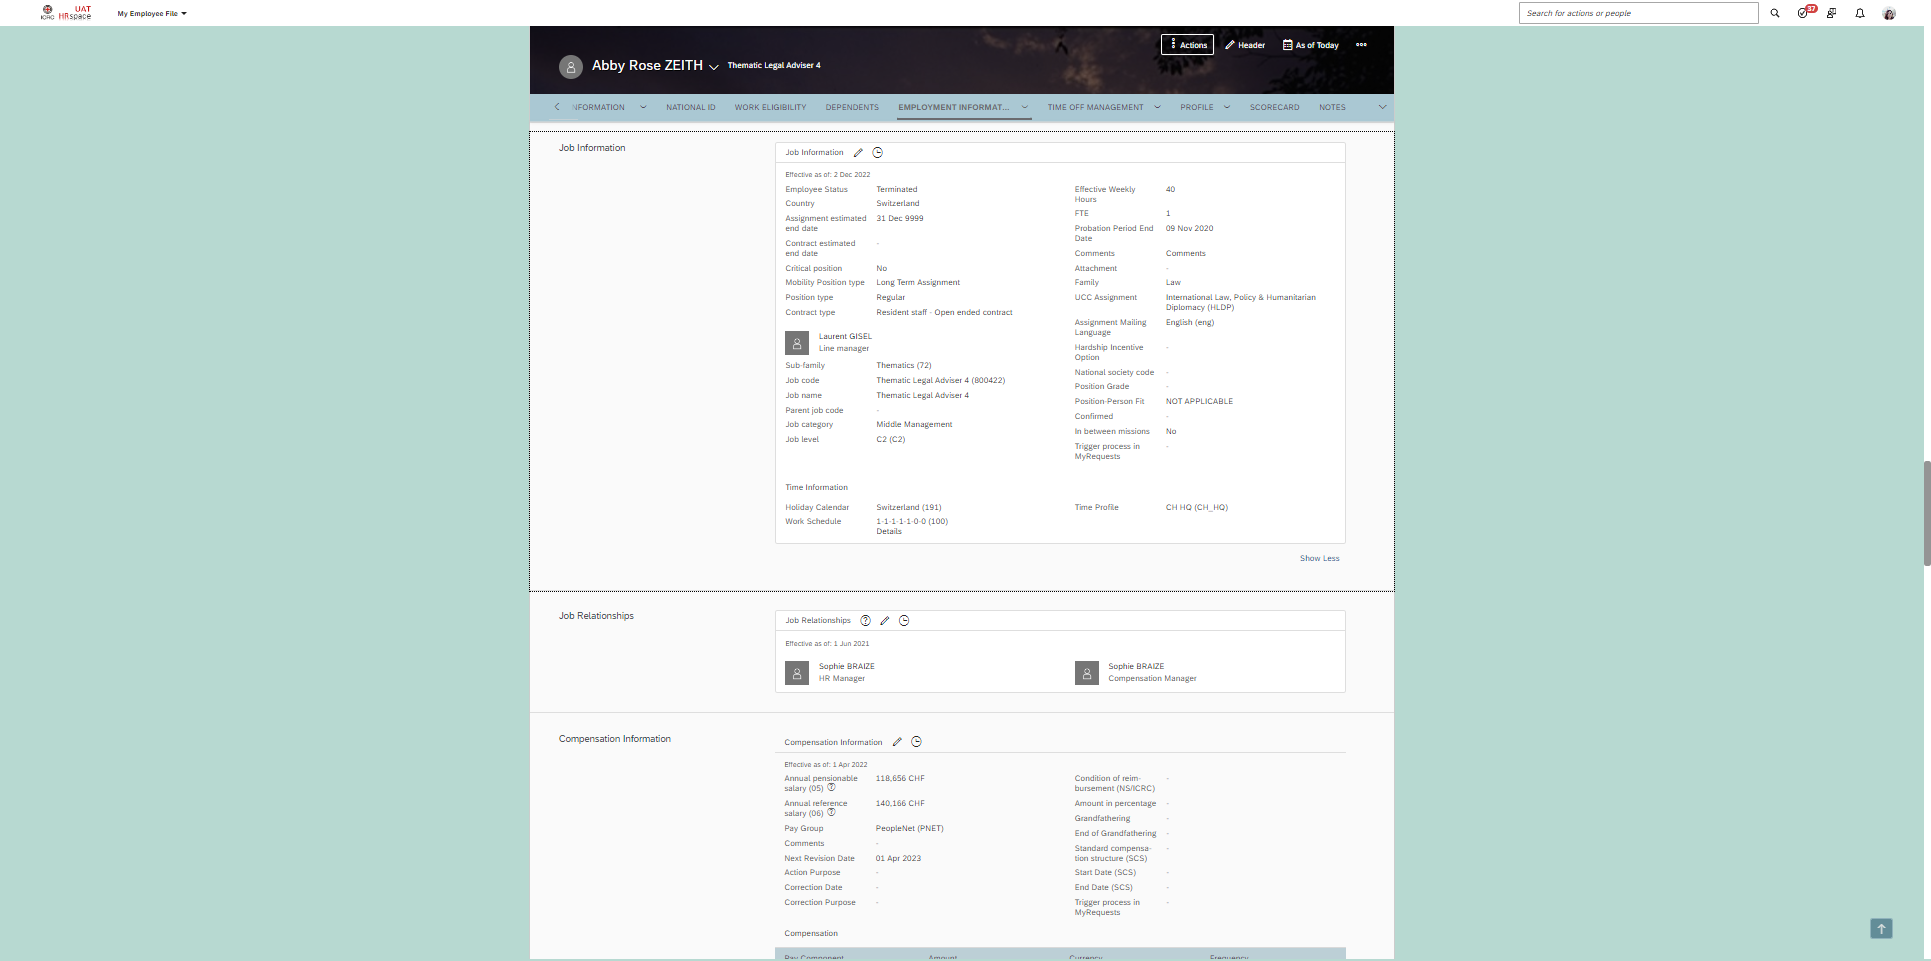 ICRC UAT HRspace My Employee File Search for actions or people 37
Abby Rose ZEITH Thematic Legal Adviser 4
Actions Header As of Today
NATIONAL ID WORK ELIGIBILITY DEPENDENTS EMPLOYMENT INFORMAT... TIME OFF MANAGEMENT PROFILE SCORECARD NOTES
Job Information
Job Information
Effective as of: 2 Dec 2022
Employee Status Terminated
Country Switzerland
Assignment estimated end date 31 Dec 9999
Contract estimated end date -
Critical position No
Mobility Position type Long Term Assignment
Position type Regular
Contract type Resident staff - Open ended contract
Laurent GISEL
Line manager
Sub-family Thematics (72)
Job code Thematic Legal Adviser 4 (800422)
Job name Thematic Legal Adviser 4
Parent job code -
Job category Middle Management
Job level C2 (C2)
Effective Weekly Hours 40
FTE 1
Probation Period End Date 09 Nov 2020
Comments Comments
Attachment -
Family Law
UCC Assignment International Law, Policy & Humanitarian Diplomacy (HLDP)
Assignment Mailing Language English (eng)
Hardship Incentive Option -
National society code -
Position Grade -
Position-Person Fit NOT APPLICABLE
Confirmed -
In between missions No
Trigger process in MyRequests -
Time Information
Holiday Calendar Switzerland (191)
Work Schedule 1-1-1-1-1-0-0 (100)
Details
Time Profile CH HQ (CH_HQ)
Show Less
Job Relationships
Job Relationships
Effective as of: 1 Jun 2021
Sophie BRAIZE
HR Manager
Sophie BRAIZE
Compensation Manager
Compensation Information
Compensation Information
Effective as of: 1 Apr 2022
Annual pensionable salary (05) 118,656 CHF
Annual reference salary (06) 140,166 CHF
Pay Group PeopleNet (PNET)
Comments -
Next Revision Date 01 Apr 2023
Action Purpose -
Correction Date -
Correction Purpose -
Condition of reim-
bursement (NS/ICRC) -
Amount in percentage -
Grandfathering -
End of Grandfathering -
Standard compensa-
tion structure (SCS) -
Start Date (SCS) -
End Date (SCS) -
Trigger process in MyRequests -
Compensation
Pay Component Amount Currency Frequency